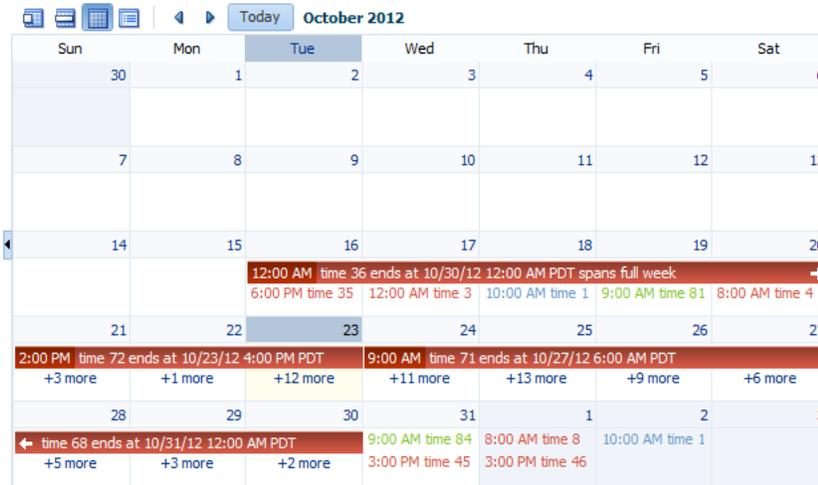 Today October 2012
Sun Mon Tue Wed Thu Fri Sat
30 1 2 3 4 5
7 8 9 10 11 12
14 15 16 17 18 19
12:00 AM time 36 ends at 10/30/12 12:00 AM PDT spans full week
6:00 PM time 35 12:00 AM time 3 10:00 AM time 1 9:00 AM time 81 8:00 AM time 4
21 22 23 24 25 26
2:00 PM time 72 ends at 10/23/12 4:00 PM PDT 9:00 AM time 71 ends at 10/27/12 6:00 AM PDT
+3 more +1 more +12 more +11 more +13 more +9 more +6 more
28 29 30 31 1 2
time 68 ends at 10/31/12 12:00 AM PDT 9:00 AM time 84 8:00 AM time 8 10:00 AM time 1
+5 more +3 more +2 more 3:00 PM time 45 3:00 PM time 46